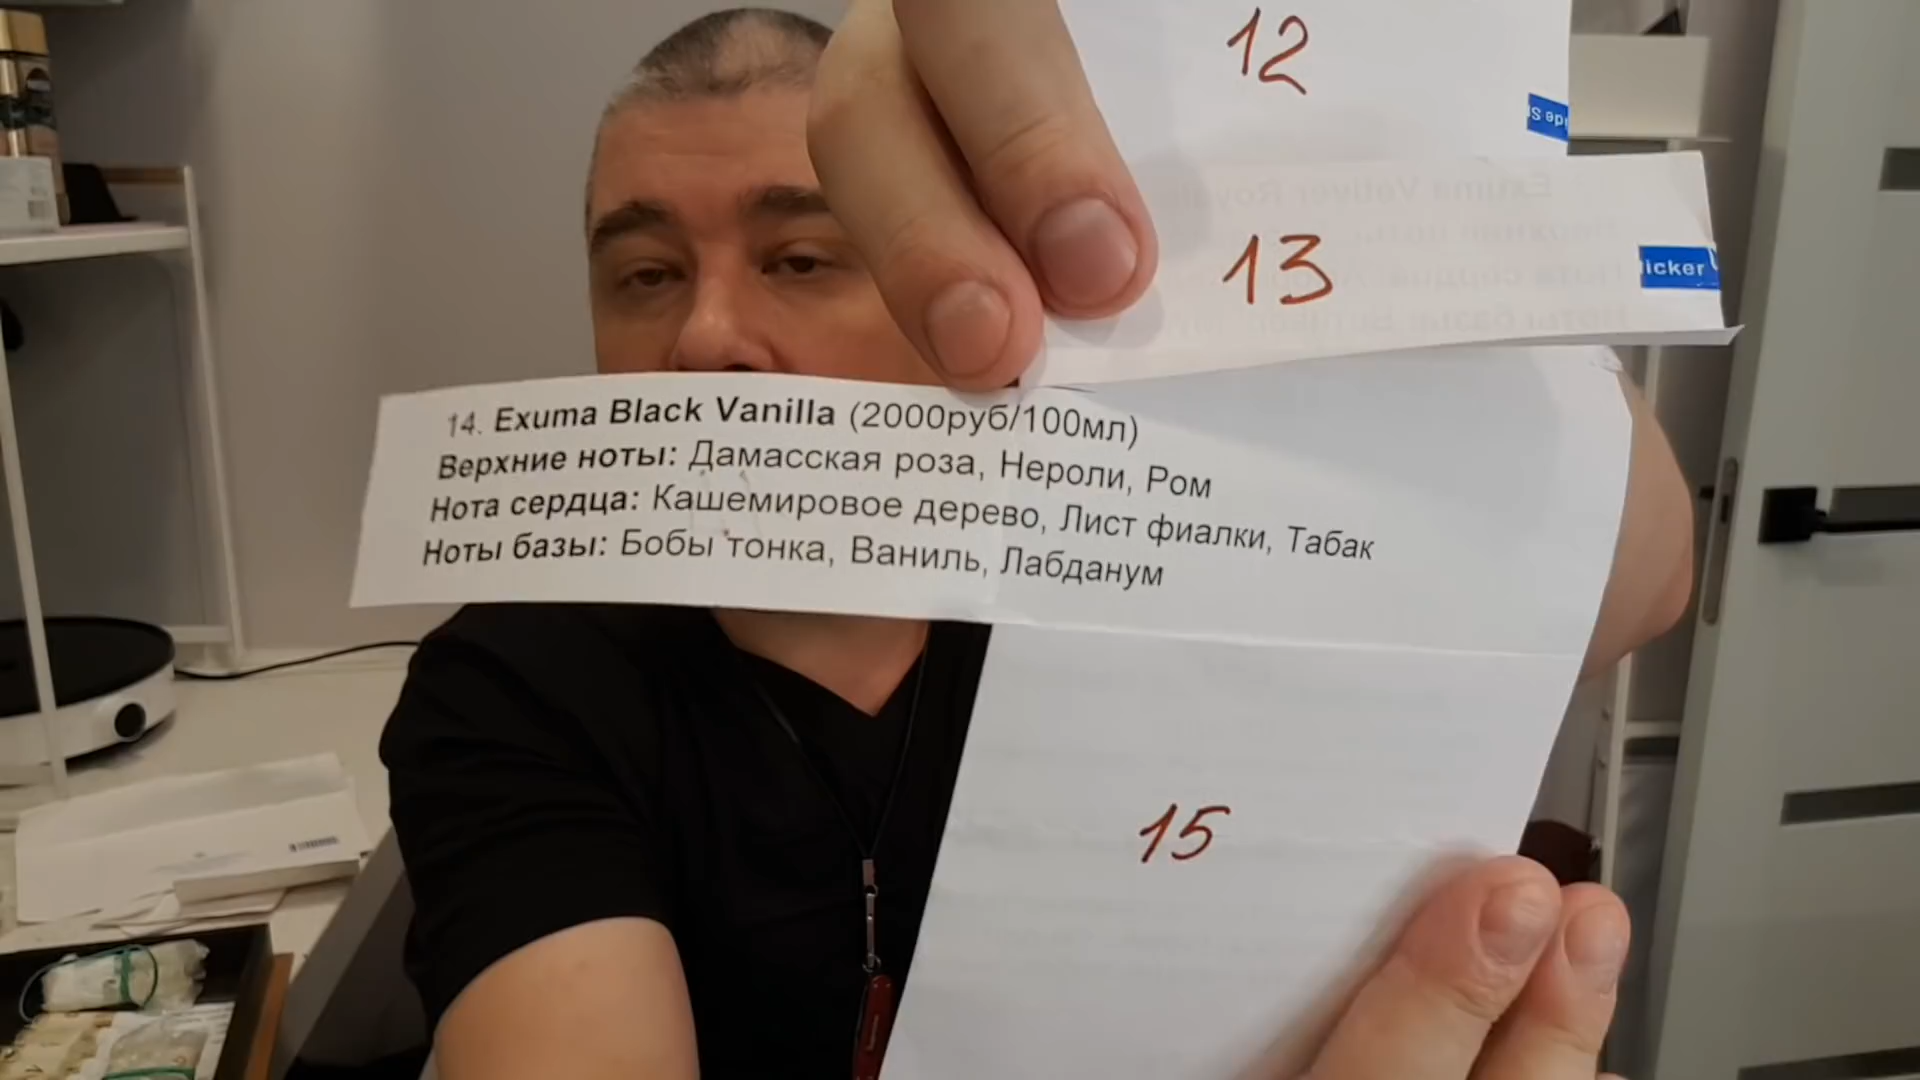 12
13
licker
14. Exuma Black Vanilla (2000руб/100мл)
Верхние ноты: Дамасская роза, Нероли, Ром
Нота сердца: Кашемировое дерево, Лист фиалки, Табак
Ноты базы: Бобы тонка, Ваниль, Лабданум
15